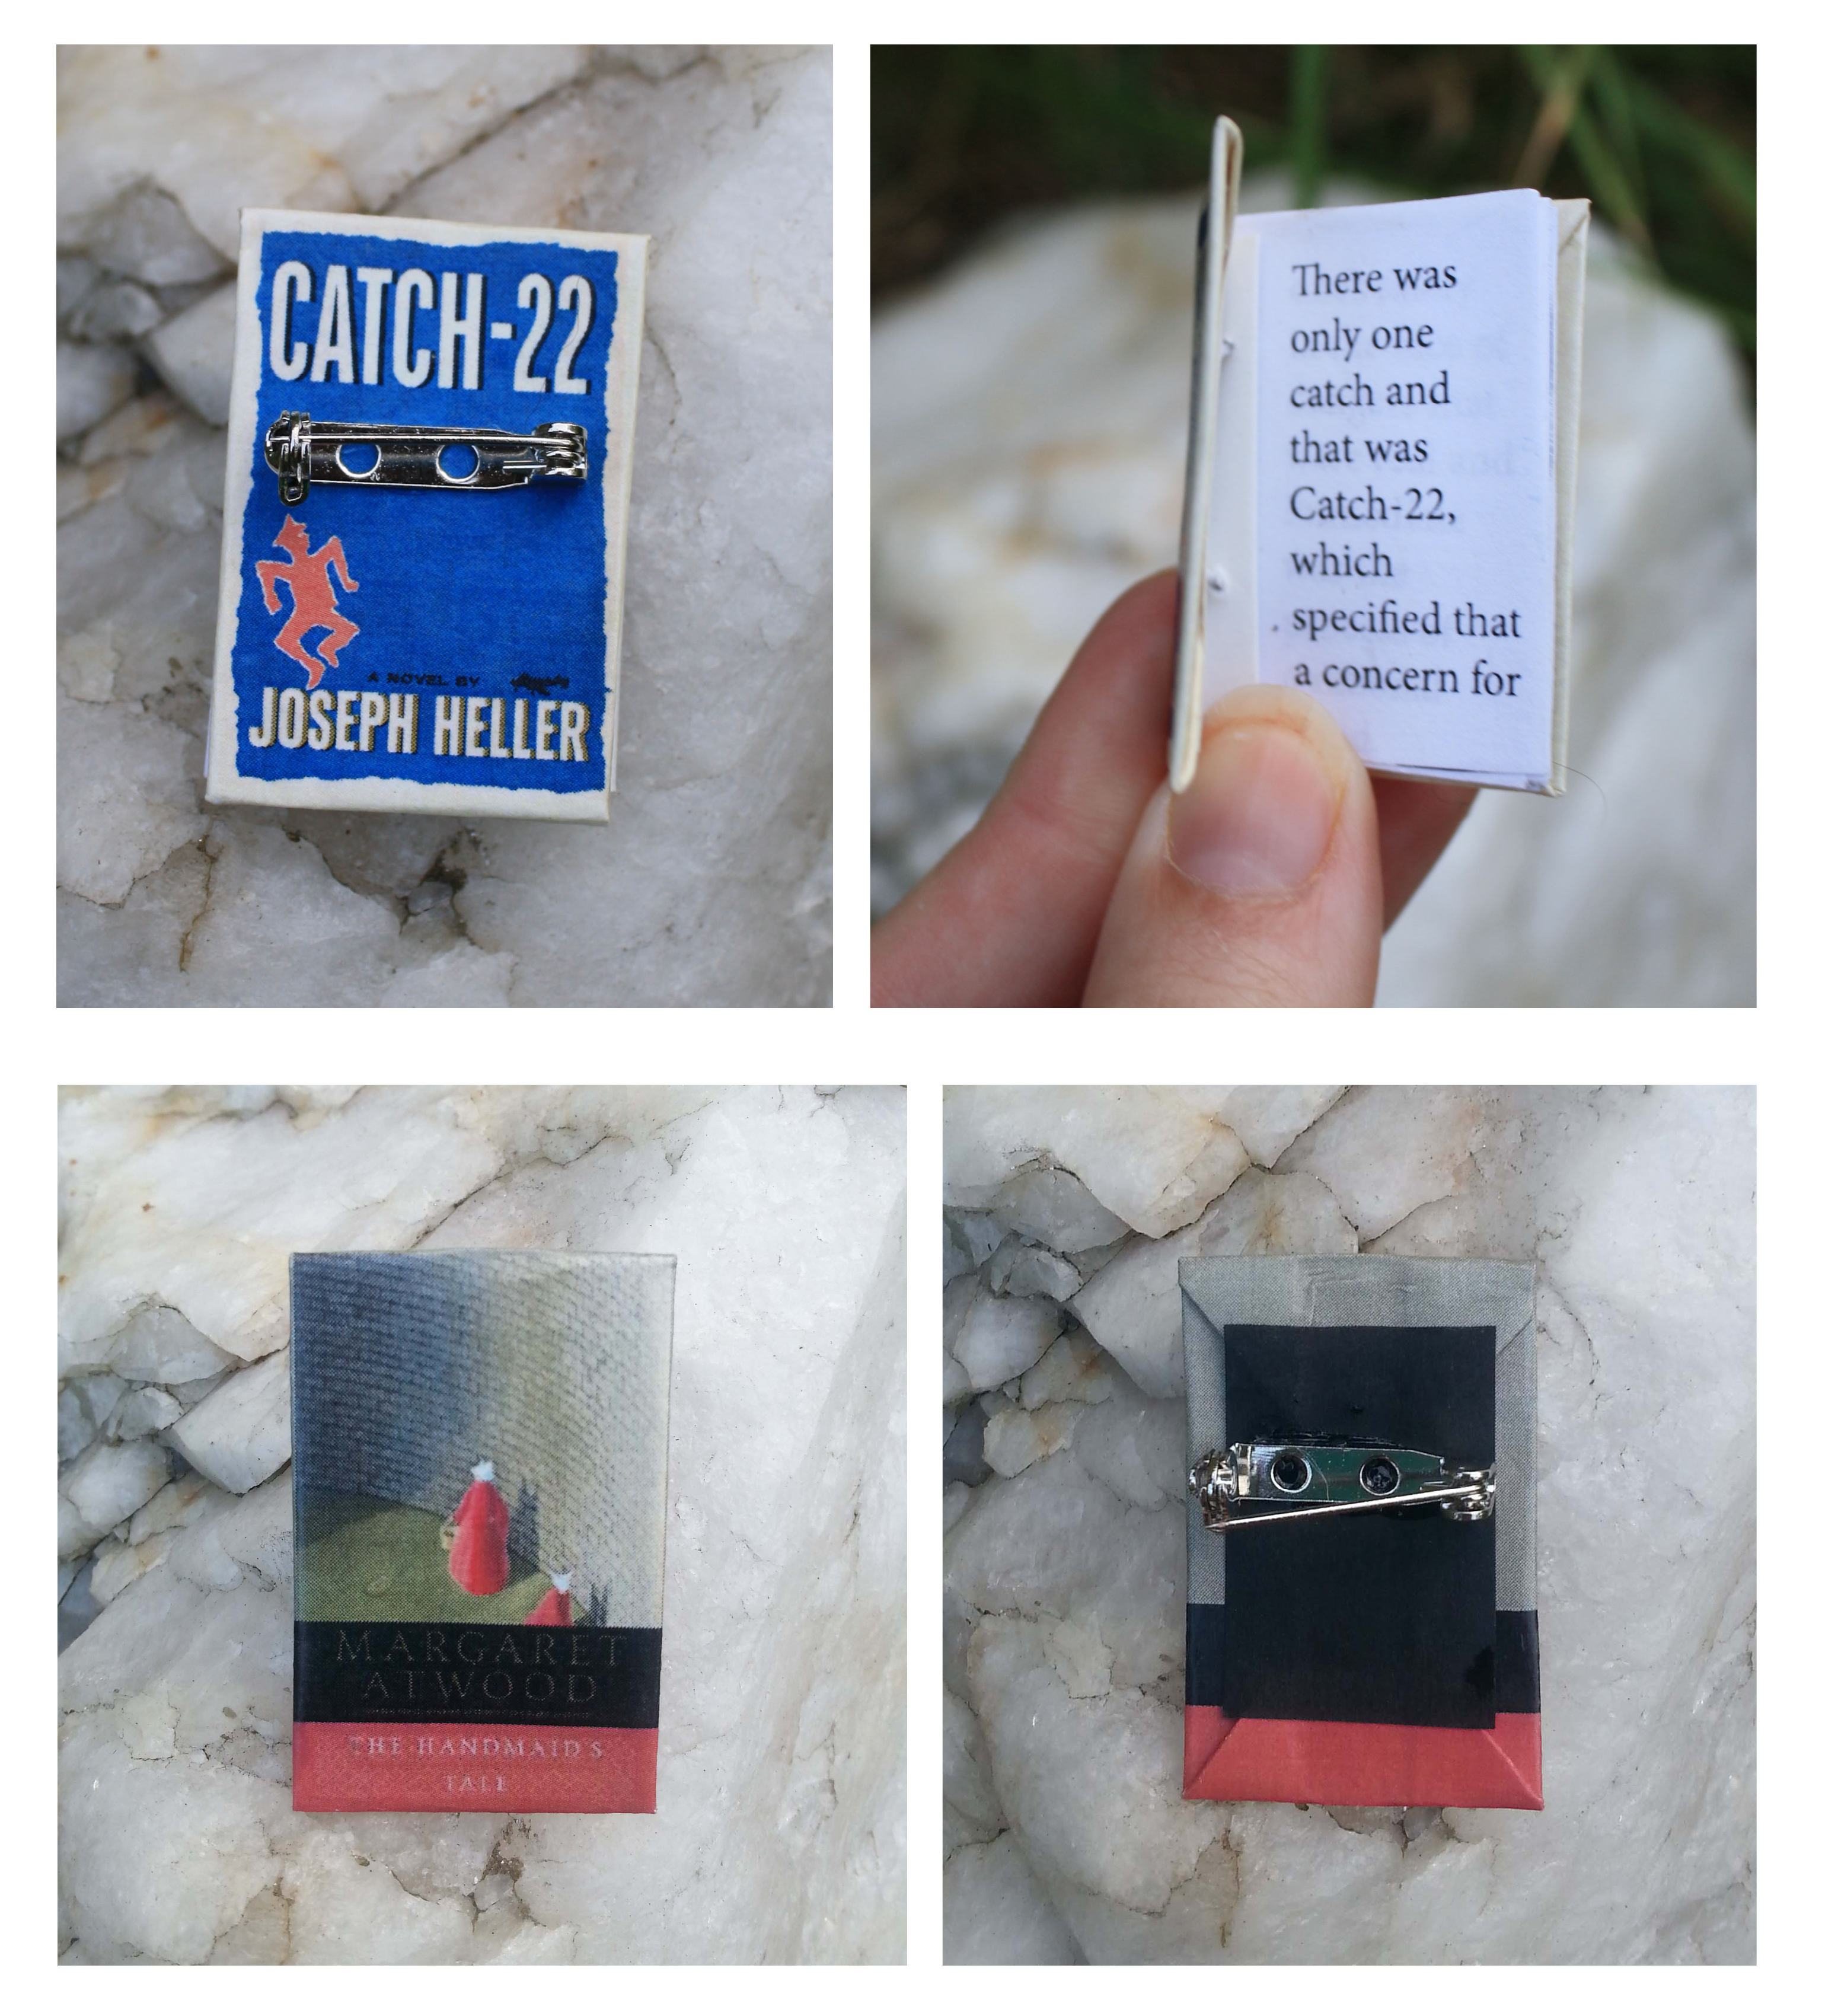 CATCH-22
A NOVEL BY
JOSEPH HELLER
There was
only one
catch and
that was
Catch-22,
which
specified that
a concern for
MARGARET
ATWOOD
THE HANDMAID'S
TALE